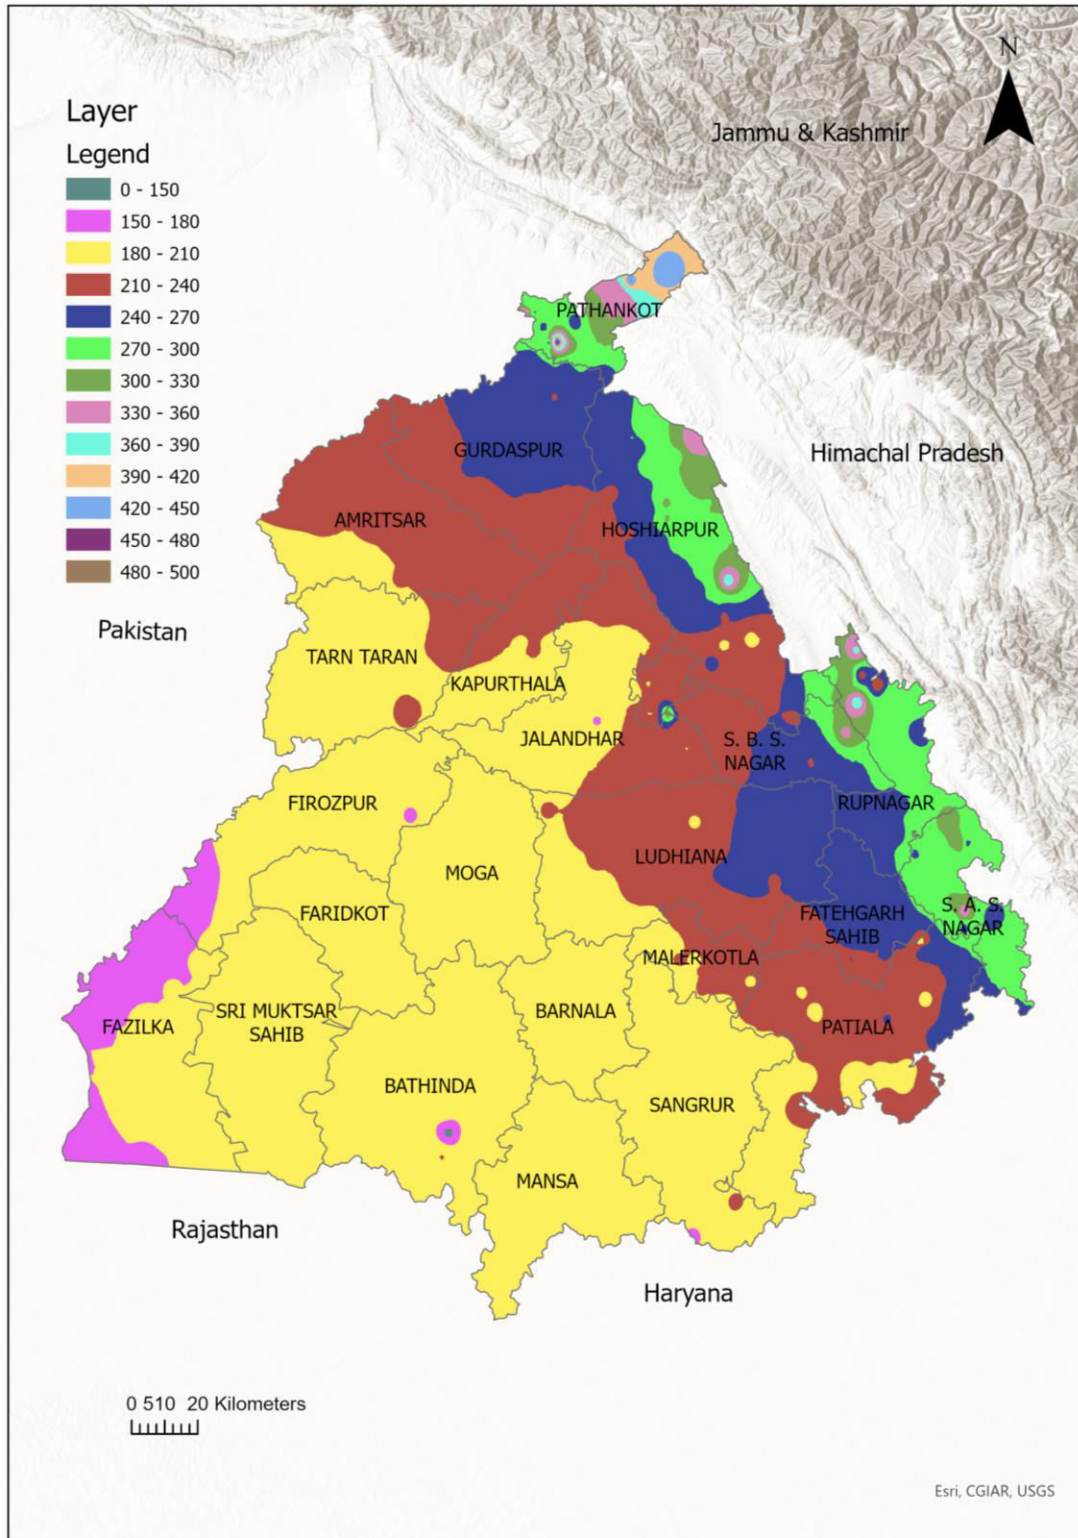 N
Layer
Legend
0 - 150
150 - 180
180 - 210
210 - 240
240 - 270
270 - 300
300 - 330
330 - 360
360 - 390
390 - 420
420 - 450
450 - 480
480 - 500
Jammu & Kashmir
PATHANKOT
GURDASPUR
Himachal Pradesh
AMRITSAR
HOSHIARPUR
Pakistan
TARN TARAN
KAPURTHALA
JALANDHAR
S. B. S.
NAGAR
FIROZPUR
RUPNAGAR
LUDHIANA
MOGA
FARIDKOT
FATEHGARH
SAHIB
S. A. S.
NAGAR
MALERKOTLA
FAZILKA
SRI MUKTSAR
SAHIB
BARNALA
PATIALA
BATHINDA
SANGRUR
MANSA
Rajasthan
Haryana
0 510 20 Kilometers
Esri, CGIAR, USGS